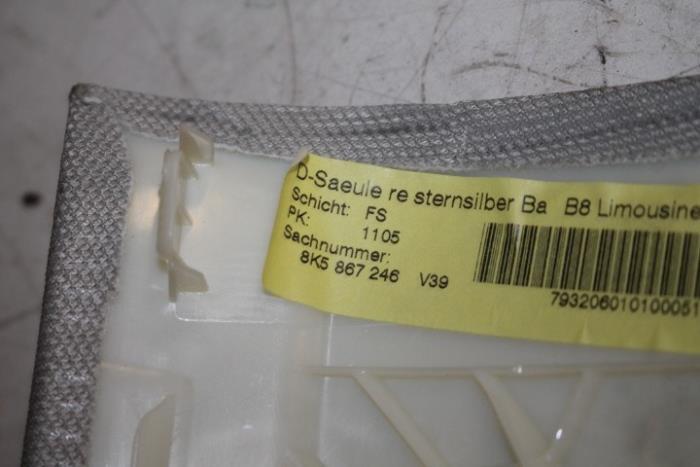 D-Saeule re sternsilber Ba B8 Limousine
Schicht: FS
PK: 1105
Sachnummer:
8K5 867 246 V39
793206010100051